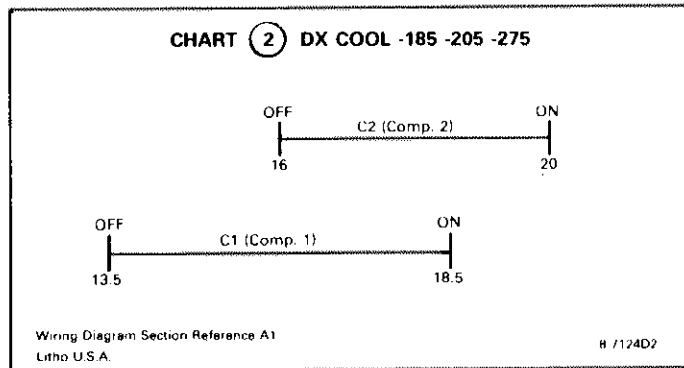 CHART 2 DX COOL -185 -205 -275
OFF ON
C2 (Comp. 2)
16 20
OFF ON
C1 (Comp. 1)
13.5 18.5
Wiring Diagram Section Reference A1
Litho U.S.A. 7124D2